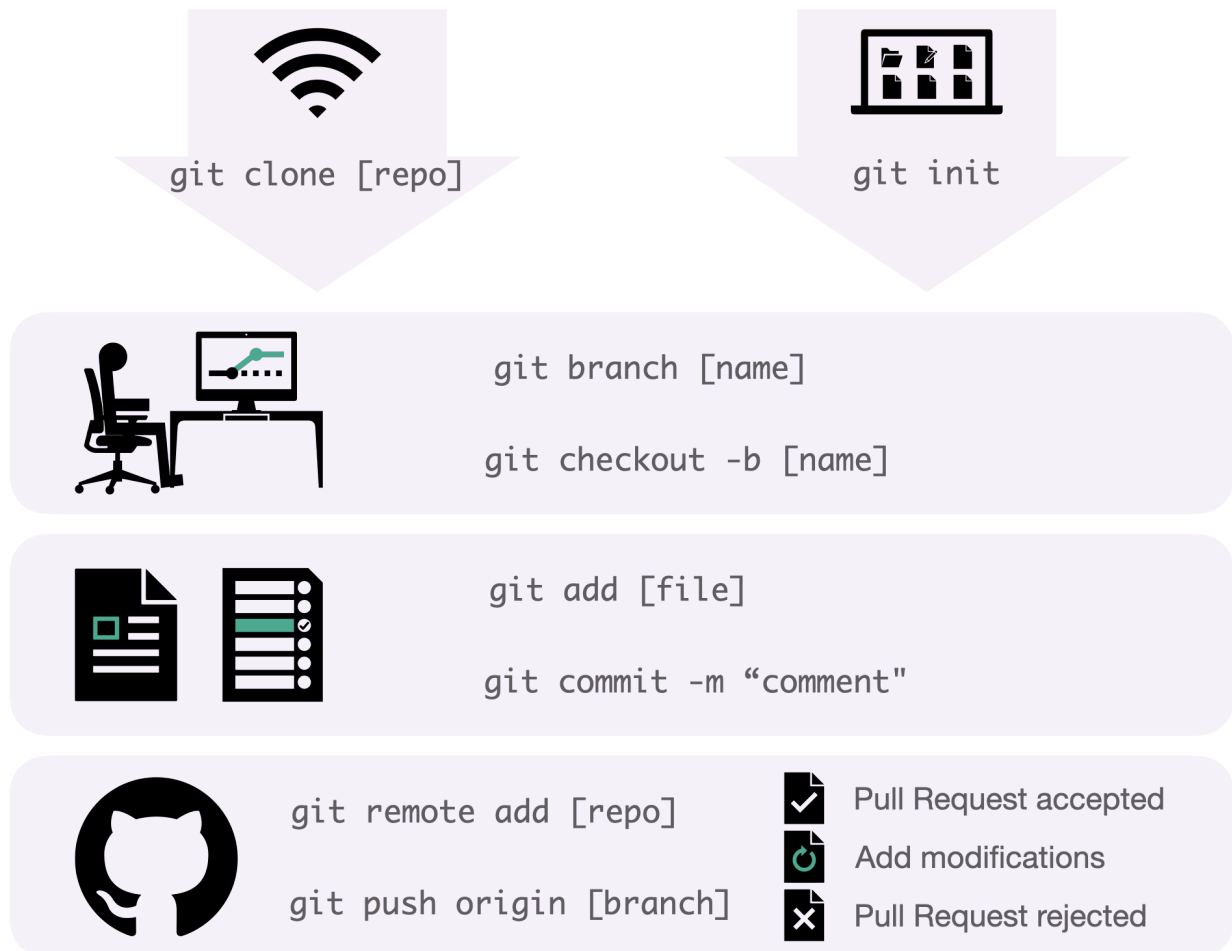 git clone [repo]
git init
git branch [name]
git checkout -b [name]
git add [file]
git commit -m “comment"
git remote add [repo]
git push origin [branch]
Pull Request accepted
Add modifications
Pull Request rejected